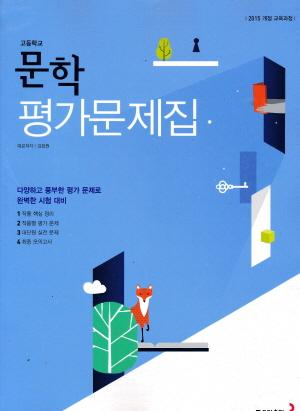 고등학교
| 2015 개정 교육과정 |
문학
평가문제집
다양하고 풍부한 평가 문제로
완벽한 시험 대비
1 작품 핵심 정리
2 작품별 평가 문제
3 대단원 실전 문제
4 최종 모의고사